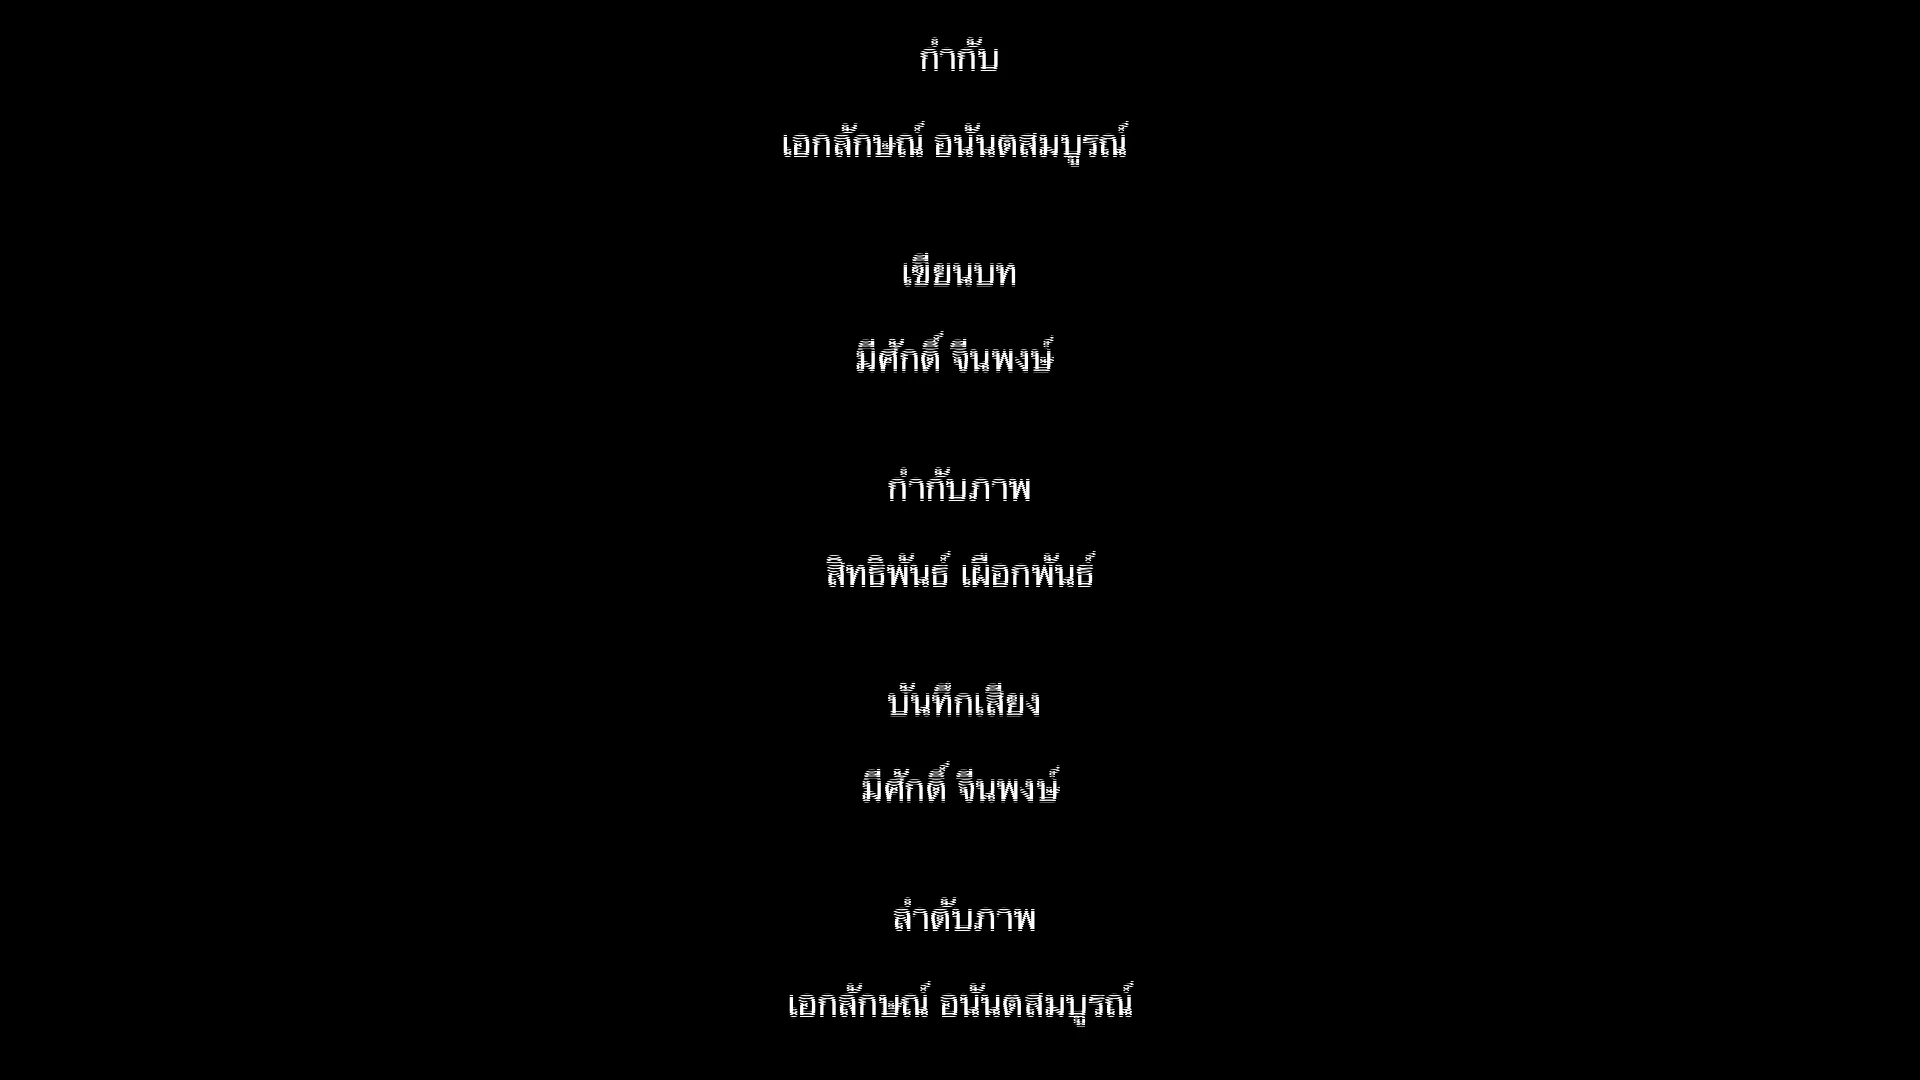 กำกับ
เอกลักษณ์ อนันตสมบูรณ์
เขียนบท
มีศักดิ์ จีนพงษ์
กำกับภาพ
สิทธิพันธ์ เผือกพันธ์
บันทึกเสียง
มีศักดิ์ จีนพงษ์
ลำดับภาพ
เอกลักษณ์ อนันตสมบูรณ์